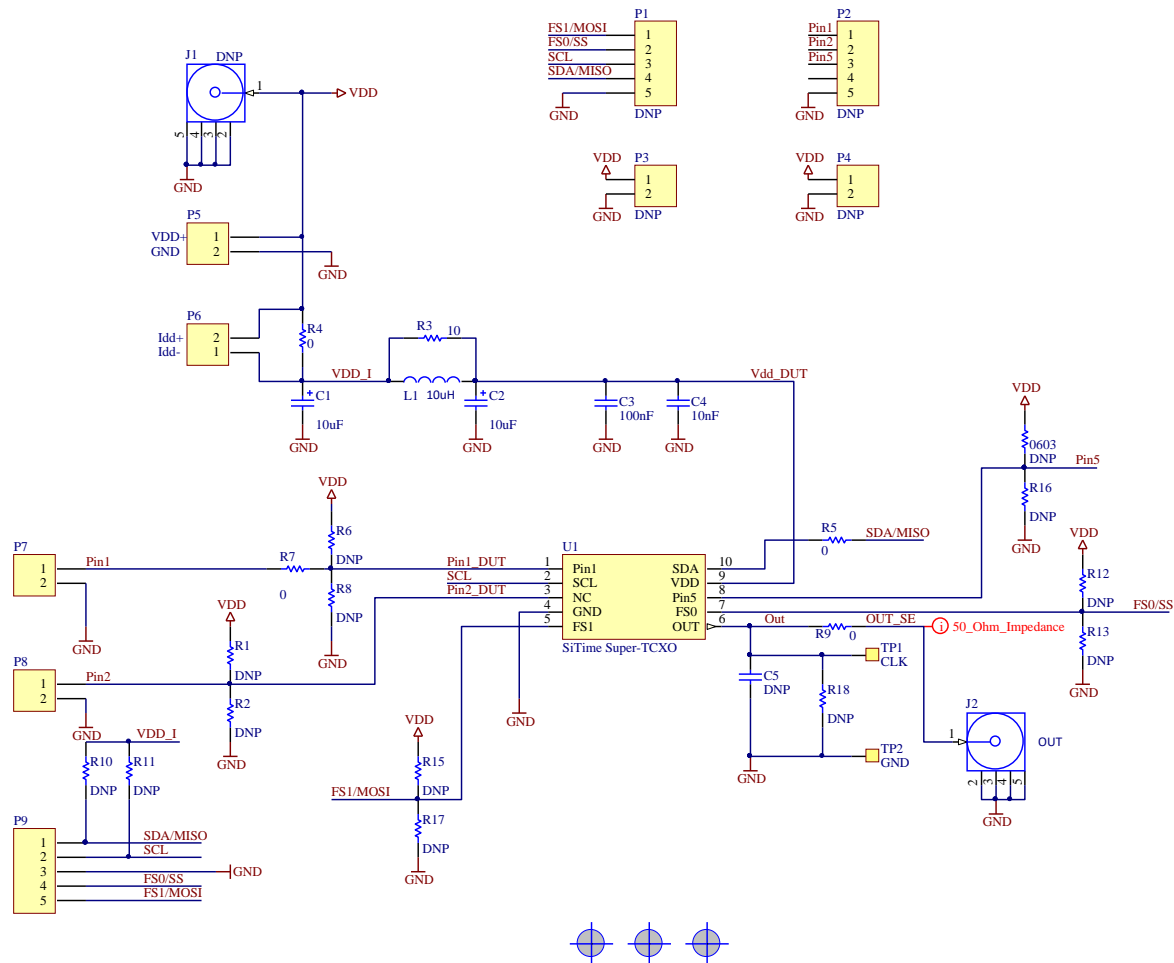 J1 DNP
1
VDD
5 4 3 2
GND
P1
FS1/MOSI 1
FS0/SS 2
SCL 3
SDA/MISO 4
5
GND
DNP
P2
Pin1 1
Pin2 2
Pin5 3
4
5
GND
DNP
P3
VDD
1
2
GND
DNP
P4
VDD
1
2
GND
DNP
P5
VDD+ 1
GND 2
GND
P6
Idd+ 2
Idd- 1
R4
0
VDD_I
C1
10uF
GND
R3 10
L1 10uH
C2
10uF
GND
C3
100nF
GND
C4
10nF
GND
Vdd_DUT
VDD
0603
DNP
Pin5
R16
DNP
GND
P7
1
2
Pin1
GND
R7
0
VDD
R6
DNP
R8
DNP
GND
Pin1_DUT
SCL
Pin2_DUT
U1
1 Pin1 SDA 10
2 SCL VDD 9
3 NC Pin5 8
4 GND FS0 7
5 FS1 OUT 6
SiTime Super-TCXO
GND
R5
0
SDA/MISO
VDD
R12
DNP
FS0/SS
R13
DNP
GND
Out
R9 0
OUT_SE
i 50_Ohm_Impedance
TP1
CLK
C5
DNP
R18
DNP
TP2
GND
GND
J2
1
OUT
2 3 4 5
GND
P8
1
2
Pin2
GND
VDD
R1
DNP
R2
DNP
GND
VDD_I
R10
DNP
R11
DNP
VDD
R15
DNP
FS1/MOSI
R17
DNP
GND
P9
1 SDA/MISO
2 SCL
3 GND
4 FS0/SS
5 FS1/MOSI